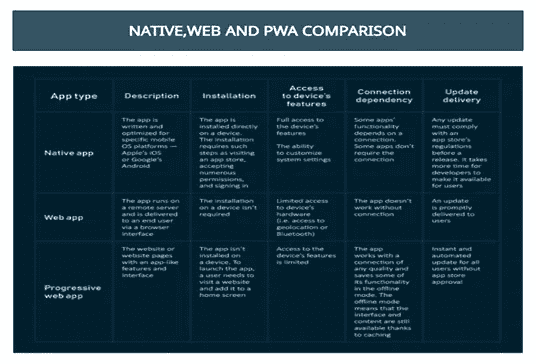 NATIVE,WEB AND PWA COMPARISON
App type
Description
Installation
Access
to device's
features
Connection
dependency
Update
delivery
Native app
The app is
written and
optimized for
specific mobile
OS platforms —
Apple's iOS
or Google's
Android
The app is
installed directly
on a device.
The installation
requires such
steps as visiting
an app store,
accepting
numerous
permissions,
and signing in
Full access to
the device's
features
The ability
to customize
system settings
Some apps'
functionality
depends on a
connection.
Some apps don't
require the
connection
Any update
must comply
with an
app store's
regulations
before a
release. It takes
more time for
developers to
make it available
for users
Web app
The app runs on
a remote server
and is delivered
to an end user
via a browser
interface
The installation
on a device isn't
required
Limited access
to device's
hardware
(i.e. access to
geolocation or
Bluetooth)
The app doesn't
work without
connection
An update
is promptly
delivered to
users
Progressive
web app
The website or
website pages
with an app-like
features and
interface
The app isn't
installed on
a device. To
launch the app,
a user needs to
visit a website
and add it to a
home screen
Access to the
device's features
is limited
The app
works with a
connection of
any quality and
saves some of
its functionality
in the offline
mode. The
offline mode
means that the
interface and
content are still
available thanks
to caching
Instant and
automated
update for all
users without
app store
approval